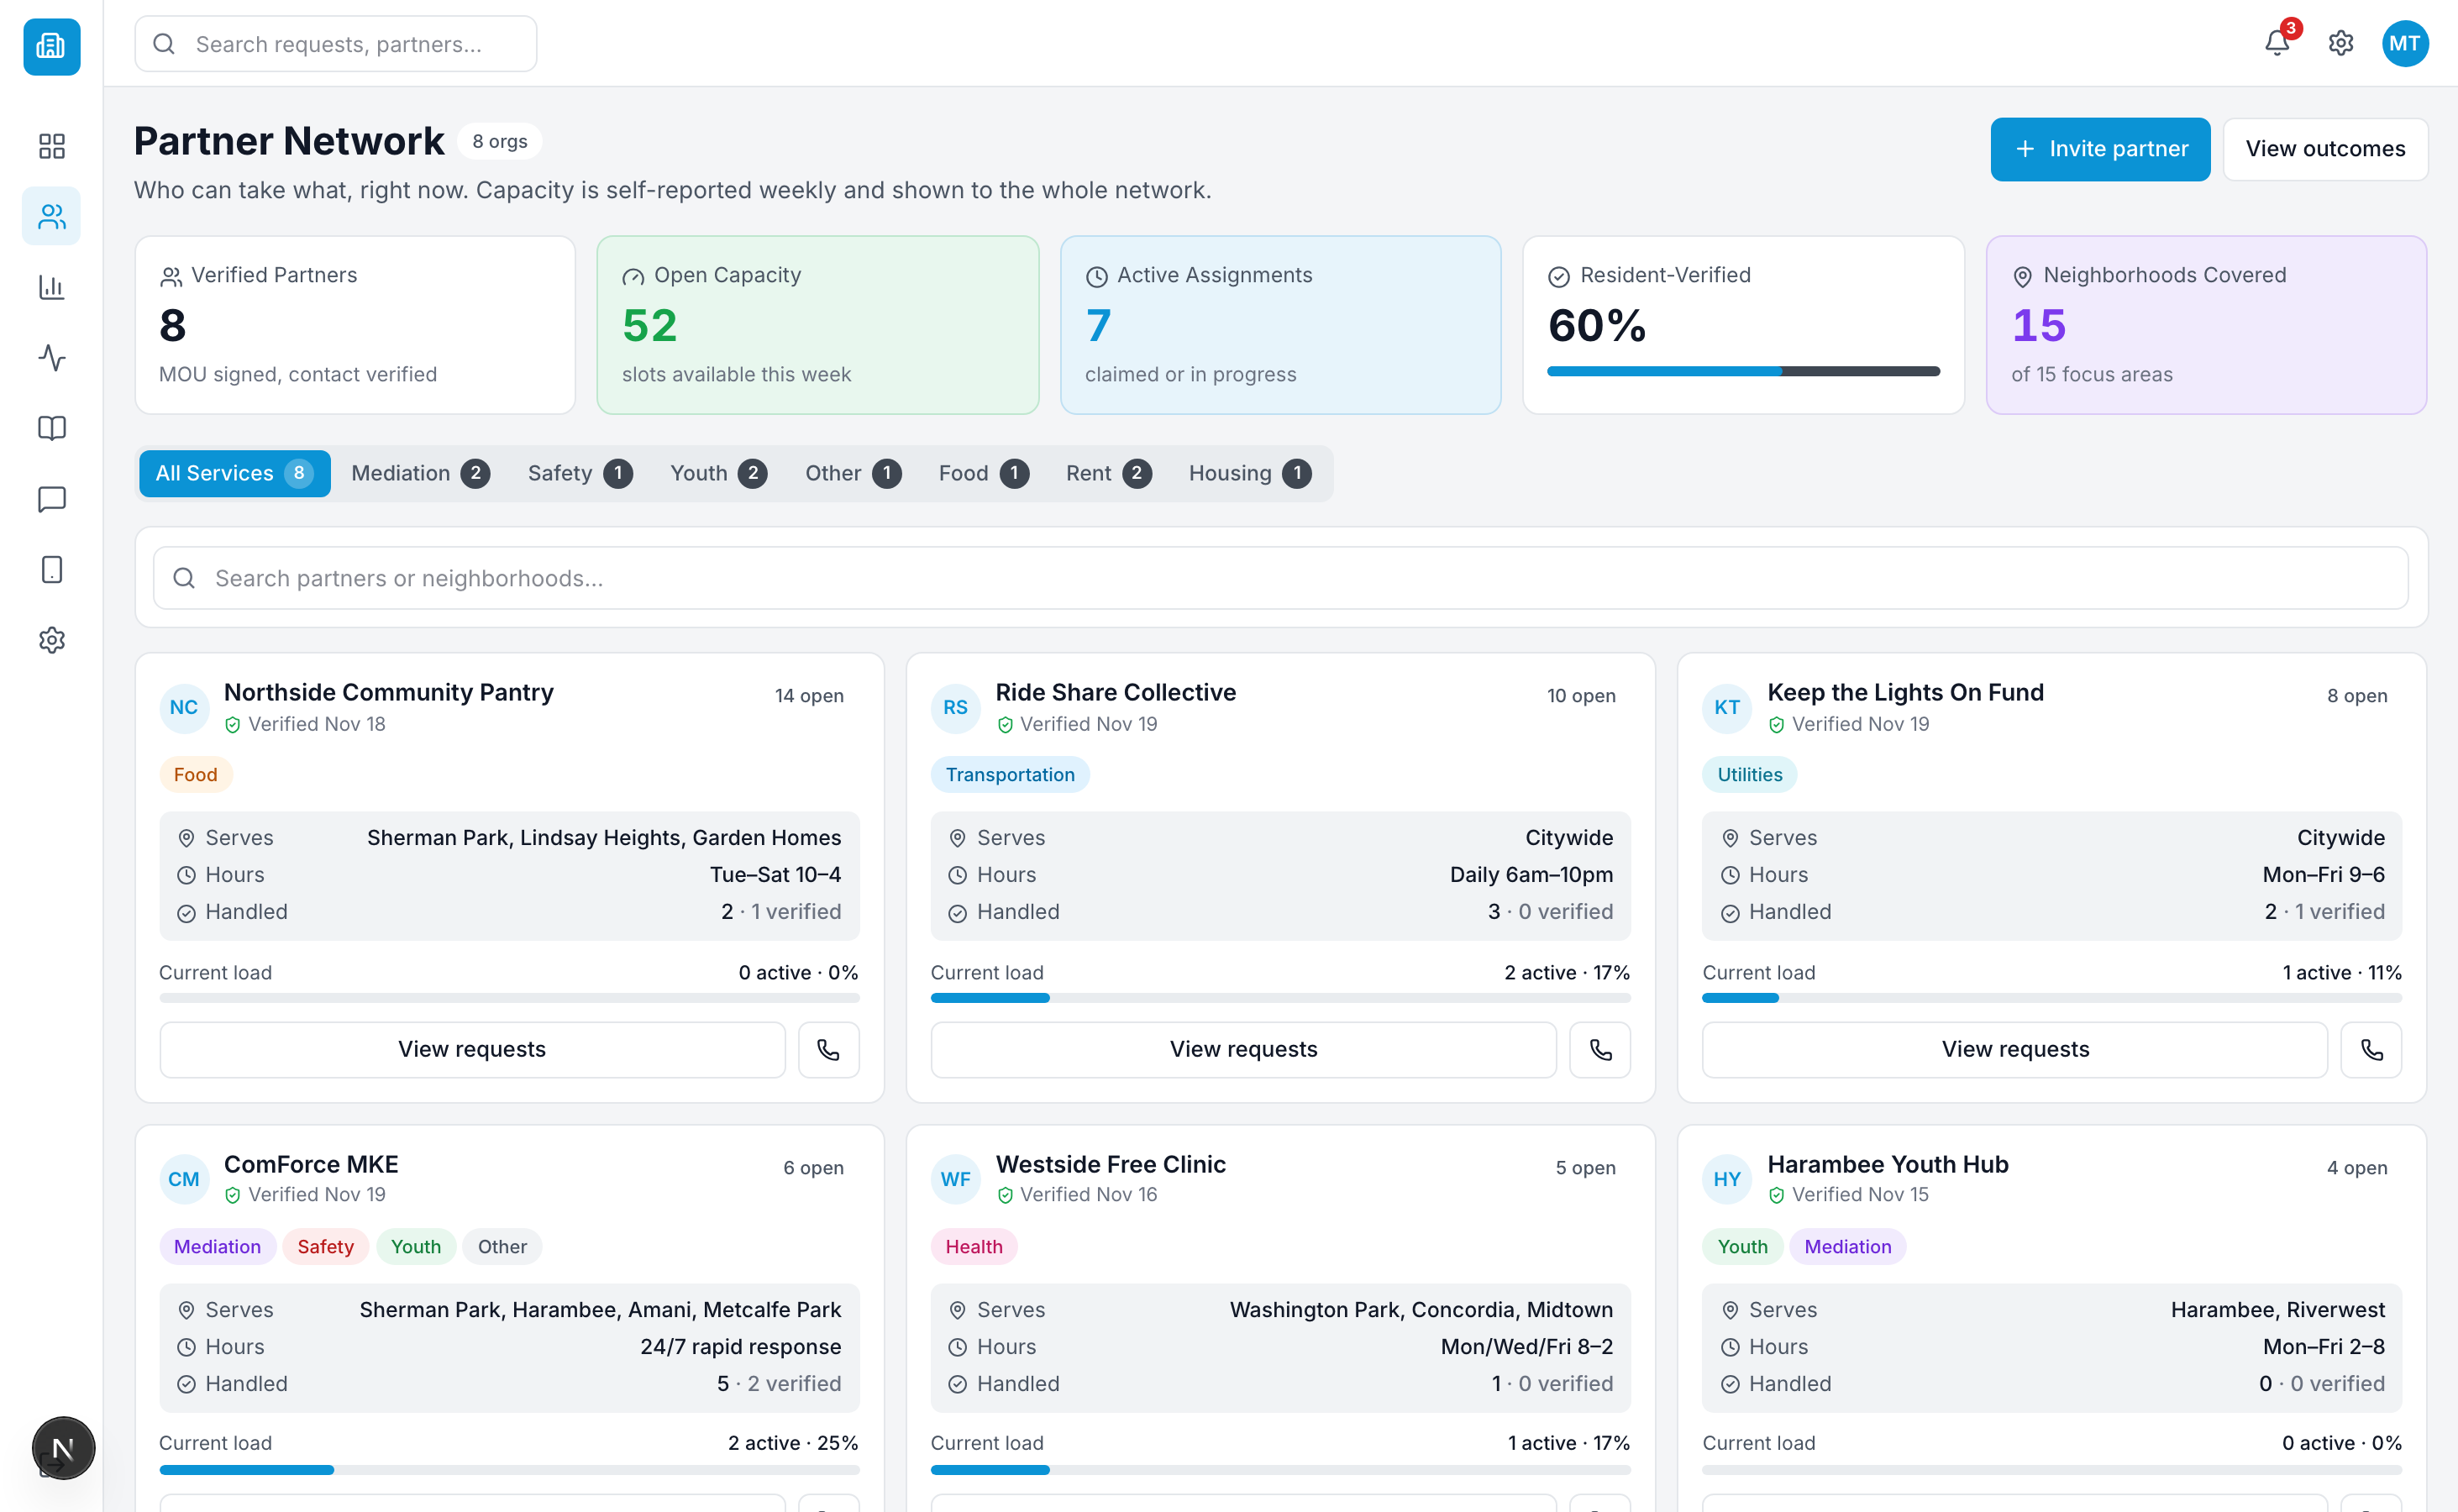 Search requests, partners...
3
MT
Partner Network 8 orgs
Who can take what, right now. Capacity is self-reported weekly and shown to the whole network.
Invite partner
View outcomes
Verified Partners
8
MOU signed, contact verified
Open Capacity
52
slots available this week
Active Assignments
7
claimed or in progress
Resident-Verified
60%
Neighborhoods Covered
15
of 15 focus areas
All Services 8 Mediation 2 Safety 1 Youth 2 Other 1 Food 1 Rent 2 Housing 1
Search partners or neighborhoods...
NC
Northside Community Pantry
14 open
Verified Nov 18
Food
Serves Sherman Park, Lindsay Heights, Garden Homes
Hours Tue–Sat 10–4
Handled 2 · 1 verified
Current load 0 active · 0%
View requests
RS
Ride Share Collective
10 open
Verified Nov 19
Transportation
Serves Citywide
Hours Daily 6am–10pm
Handled 3 · 0 verified
Current load 2 active · 17%
View requests
KT
Keep the Lights On Fund
8 open
Verified Nov 19
Utilities
Serves Citywide
Hours Mon–Fri 9–6
Handled 2 · 1 verified
Current load 1 active · 11%
View requests
CM
ComForce MKE
6 open
Verified Nov 19
Mediation Safety Youth Other
Serves Sherman Park, Harambee, Amani, Metcalfe Park
Hours 24/7 rapid response
Handled 5 · 2 verified
Current load 2 active · 25%
WF
Westside Free Clinic
5 open
Verified Nov 16
Health
Serves Washington Park, Concordia, Midtown
Hours Mon/Wed/Fri 8–2
Handled 1 · 0 verified
Current load 1 active · 17%
HY
Harambee Youth Hub
4 open
Verified Nov 15
Youth Mediation
Serves Harambee, Riverwest
Hours Mon–Fri 2–8
Handled 0 · 0 verified
Current load 0 active · 0%
N